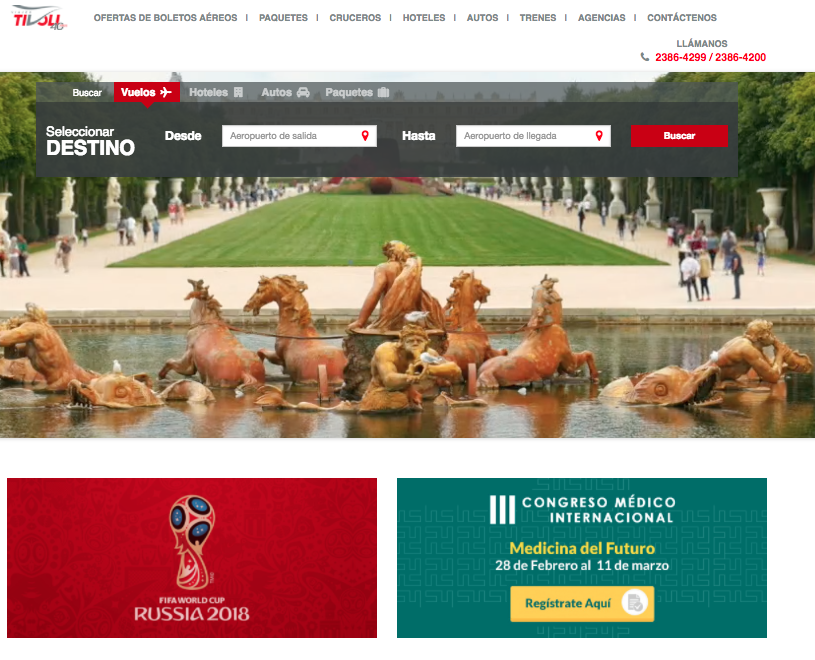 TIVOLI
OFERTAS DE BOLETOS AÉREOS | PAQUETES | CRUCEROS | HOTELES | AUTOS | TRENES | AGENCIAS | CONTÁCTENOS
LLÁMANOS
2386-4299 / 2386-4200
Buscar Vuelos Hoteles Autos Paquetes
Seleccionar
DESTINO
Desde Aeropuerto de salida Hasta Aeropuerto de llegada Buscar
FIFA WORLD CUP
RUSSIA 2018
III CONGRESO MÉDICO
INTERNACIONAL
Medicina del Futuro
28 de Febrero al 11 de marzo
Regístrate Aquí